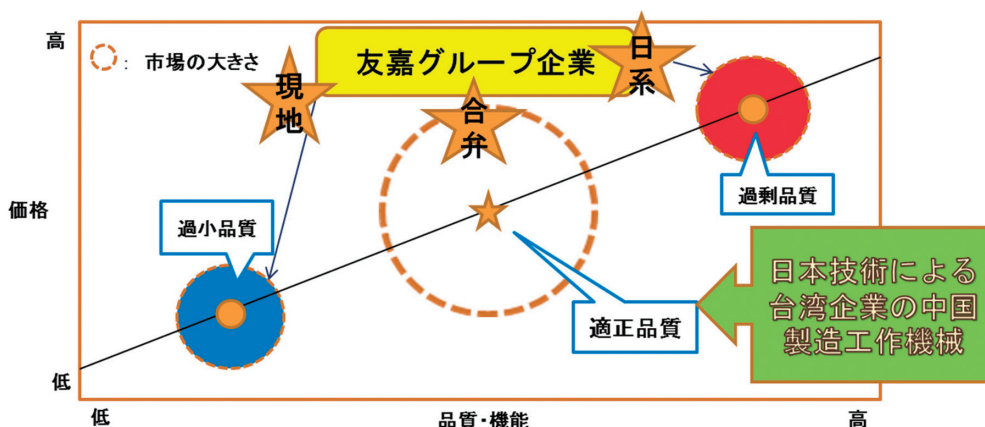 高
: 市場の大きさ
友嘉グループ企業
日系
現地
合弁
価格
過小品質
過剰品質
適正品質
日本技術による
台湾企業の中国
製造工作機械
低
低
品質・機能
高